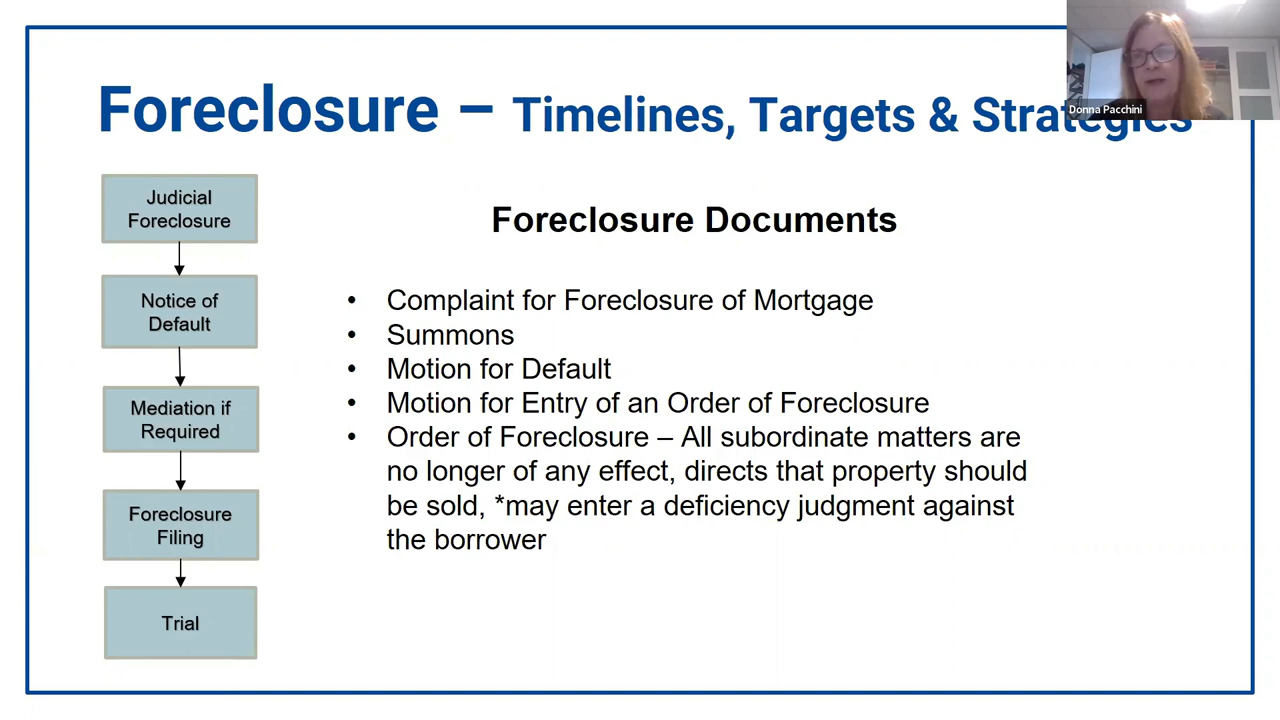 Foreclosure – Timelines, Targets & Strategies
Donna Pacchini
Judicial
Foreclosure
Notice of
Default
Mediation if
Required
Foreclosure
Filing
Trial
Foreclosure Documents
• Complaint for Foreclosure of Mortgage
• Summons
• Motion for Default
• Motion for Entry of an Order of Foreclosure
• Order of Foreclosure – All subordinate matters are
no longer of any effect, directs that property should
be sold, *may enter a deficiency judgment against
the borrower